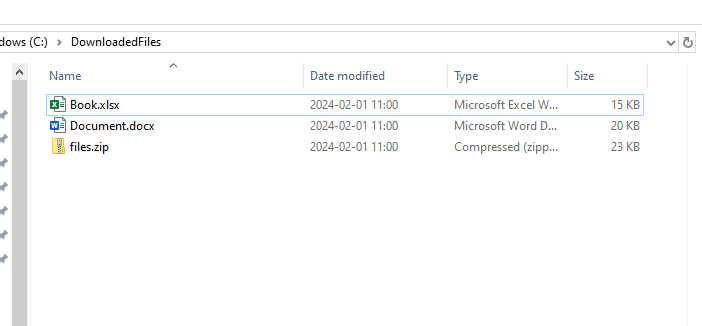 dows (C:) > DownloadedFiles
Name Date modified Type Size
Book.xlsx 2024-02-01 11:00 Microsoft Excel W... 15 KB
Document.docx 2024-02-01 11:00 Microsoft Word D... 20 KB
files.zip 2024-02-01 11:00 Compressed (zipp... 23 KB